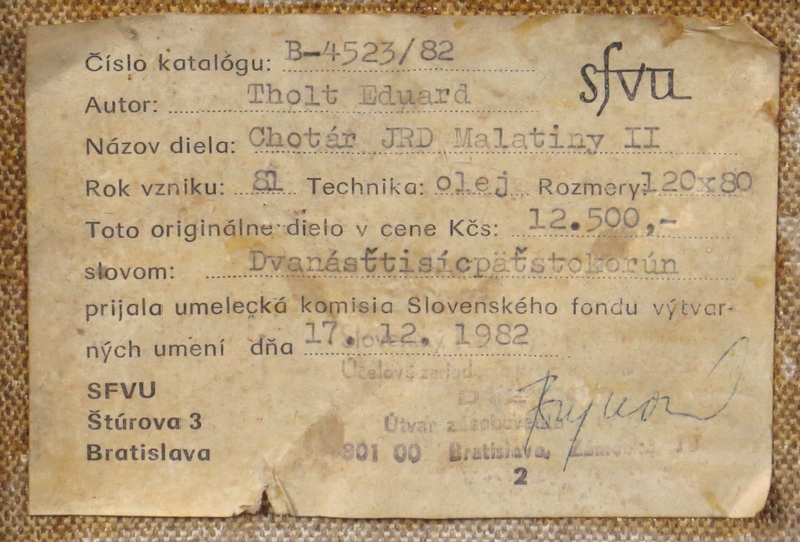 Číslo katalógu: B-4523/82
sfvu
Autor: Tholt Eduard
Názov diela: Chotár JRD Malatiny II
Rok vzniku: 81 Technika: olej Rozmery: 120x80
Toto originálne dielo v cene Kčs: 12.500,-
slovom: Dvanásťtisícpäťstokorún
prijala umelecká komisia Slovenského fondu výtvar-
ných umení dňa 17. 12. 1982
SFVU
Štúrova 3
Bratislava
Útvar zásobovania
801 00 Bratislava,
2